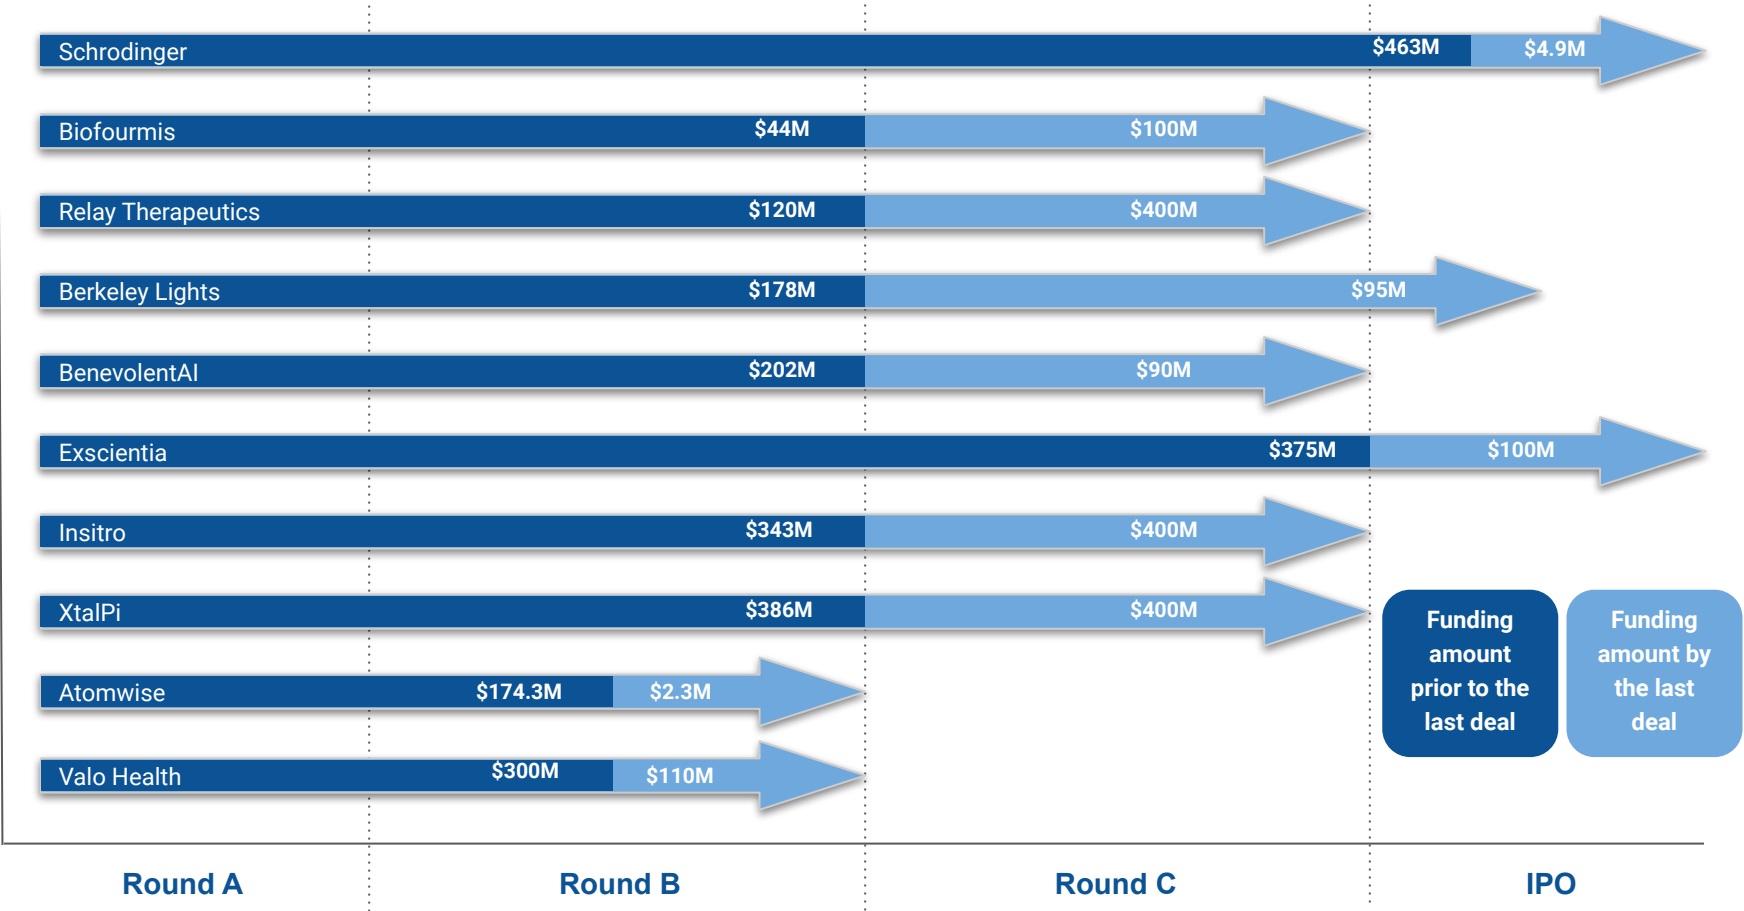 Schrodinger $463M $4.9M
Biofourmis $44M $100M
Relay Therapeutics $120M $400M
Berkeley Lights $178M $95M
BenevolentAI $202M $90M
Exscientia $375M $100M
Insitro $343M $400M
XtalPi $386M $400M
Funding
amount
prior to the
last deal
Funding
amount by
the last
deal
Atomwise $174.3M $2.3M
Valo Health $300M $110M
Round A Round B Round C IPO